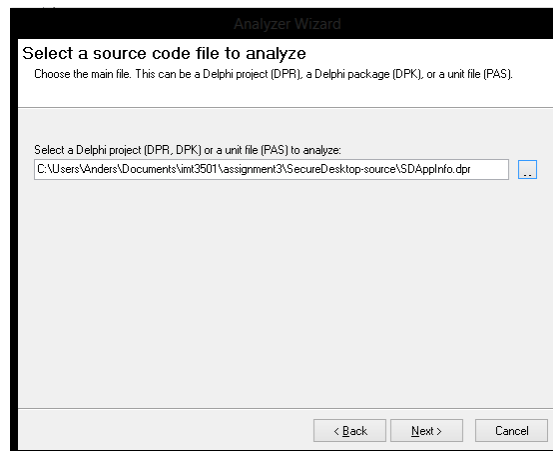 Analyzer Wizard
Select a source code file to analyze
Choose the main file. This can be a Delphi project (DPR), a Delphi package (DPK), or a unit file (PAS).
Select a Delphi project (DPR, DPK) or a unit file (PAS) to analyze:
C:\Users\Anders\Documents\imt3501\assignment3\SecureDesktop-source\SDAppInfo.dpr
..
< Back Next > Cancel